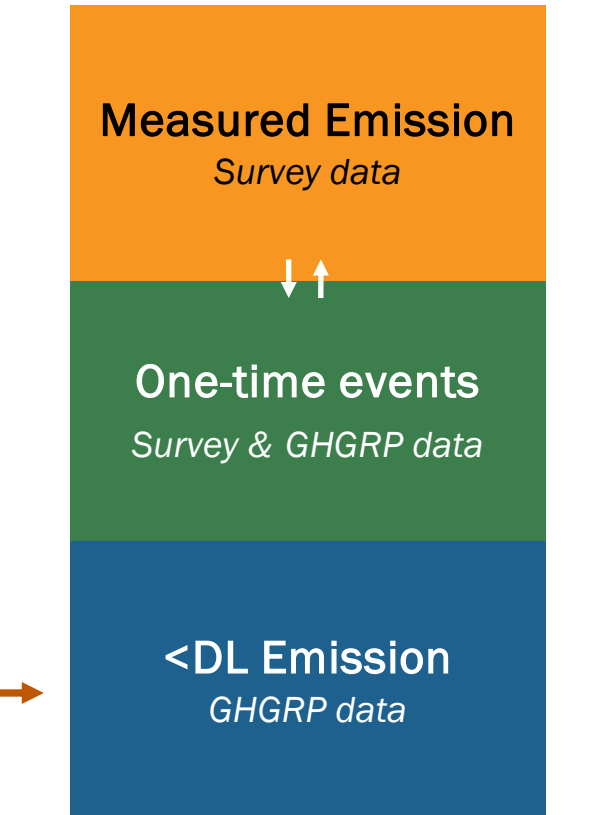 Measured Emission
Survey data
One-time events
Survey & GHGRP data
<DL Emission
GHGRP data